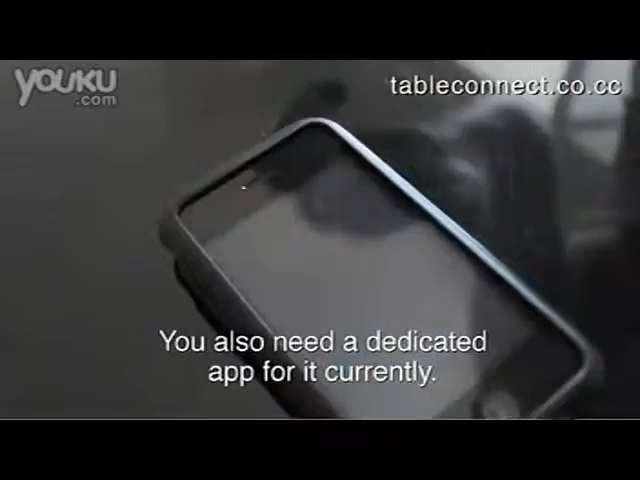 YOUKU
.com
tableconnect.co.cc
You also need a dedicated
app for it currently.